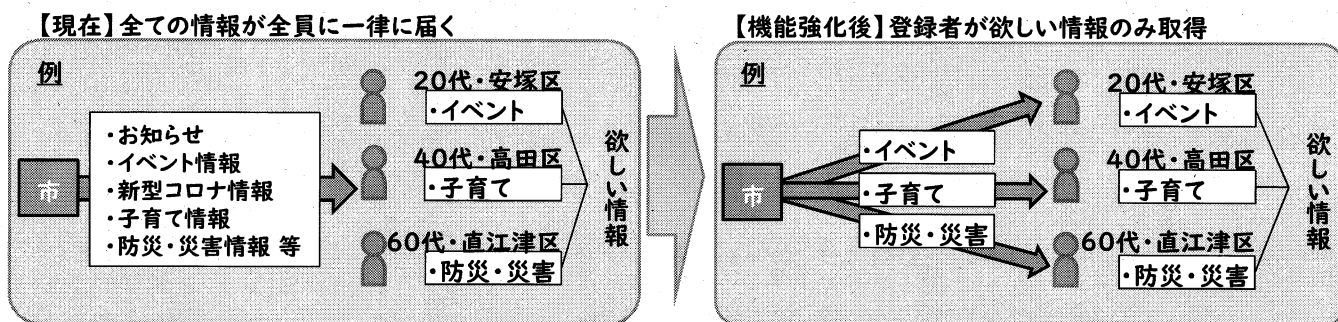 【現在】全ての情報が全員に一律に届く
例
市
・お知らせ
・イベント情報
・新型コロナ情報
・子育て情報
・防災・災害情報 等
20代・安塚区
・イベント
40代・高田区
・子育て
60代・直江津区
・防災・災害
欲しい情報
【機能強化後】登録者が欲しい情報のみ取得
例
市
・イベント
・子育て
・防災・災害
20代・安塚区
・イベント
40代・高田区
・子育て
60代・直江津区
・防災・災害
欲しい情報